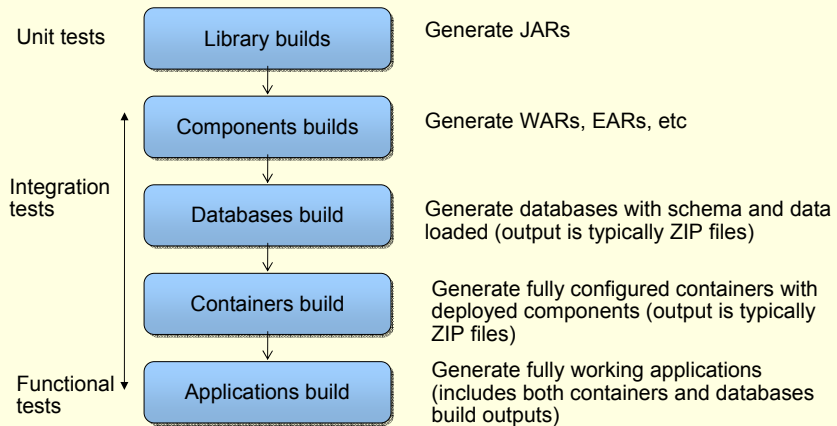 Unit tests
Library builds
Generate JARs
Components builds
Generate WARs, EARs, etc
Integration
tests
Databases build
Generate databases with schema and data
loaded (output is typically ZIP files)
Containers build
Generate fully configured containers with
deployed components (output is typically
ZIP files)
Functional
tests
Applications build
Generate fully working applications
(includes both containers and databases
build outputs)